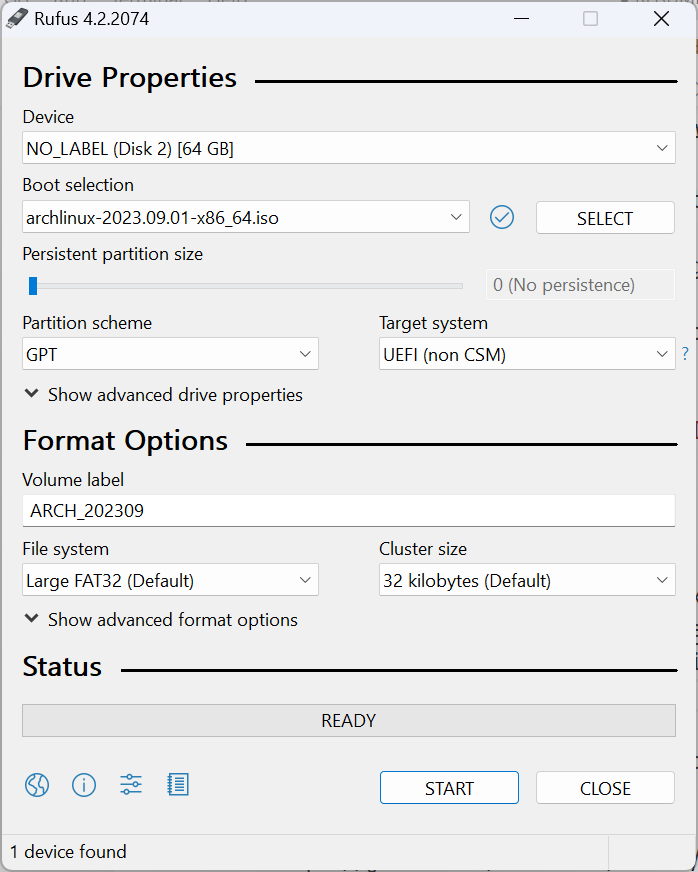 Rufus 4.2.2074
Drive Properties
Device
NO_LABEL (Disk 2) [64 GB]
Boot selection
archlinux-2023.09.01-x86_64.iso
SELECT
Persistent partition size
0 (No persistence)
Partition scheme
Target system
GPT
UEFI (non CSM)
?
Show advanced drive properties
Format Options
Volume label
ARCH_202309
File system
Cluster size
Large FAT32 (Default)
32 kilobytes (Default)
Show advanced format options
Status
READY
START
CLOSE
1 device found